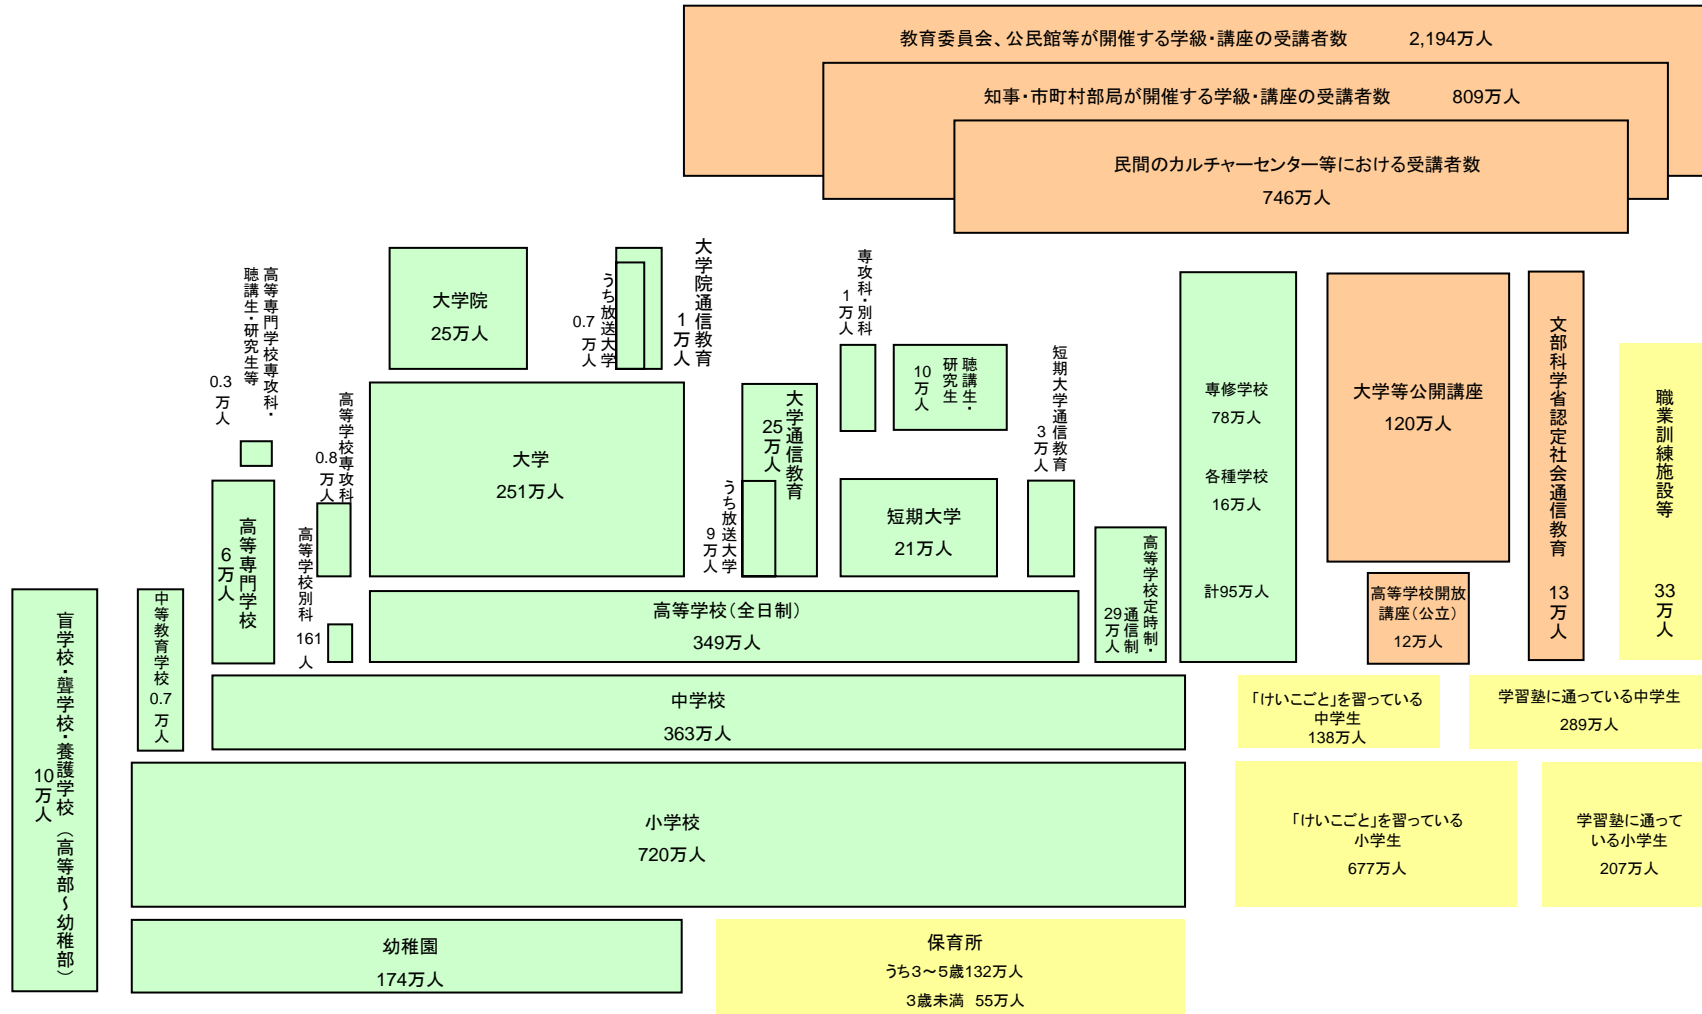 教育委員会、公民館等が開催する学級・講座の受講者数 2,194万人
知事・市町村部局が開催する学級・講座の受講者数 809万人
民間のカルチャーセンター等における受講者数
746万人
高等専門学校専攻科・
聴講生・研究生等
0.3
万人
大学院
25万人
うち放送大学
0.7
万人
大学院通信教育
1
万人
専攻科・別科
1
万人
聴講生・
研究生
10
万人
短期大学通信教育
3
万人
専修学校
78万人
各種学校
16万人
計95万人
大学等公開講座
120万人
文部科学省認定社会通信教育
13
万人
職業訓練施設等
33
万人
高等学校専攻科
0.8
万人
大学
251万人
大学通信教育
25
万人
うち放送大学
9
万人
短期大学
21万人
高等専門学校
6
万人
高等学校別科
161
人
高等学校(全日制)
349万人
高等学校定時制・
通信制
29
万人
高等学校開放
講座(公立)
12万人
盲学校・聾学校・養護学校(高等部~幼稚部)
10
万人
中等教育学校
0.7
万人
中学校
363万人
「けいこごと」を習っている
中学生
138万人
学習塾に通っている中学生
289万人
小学校
720万人
「けいこごと」を習っている
小学生
677万人
学習塾に通って
いる小学生
207万人
幼稚園
174万人
保育所
うち3~5歳132万人
3歳未満 55万人